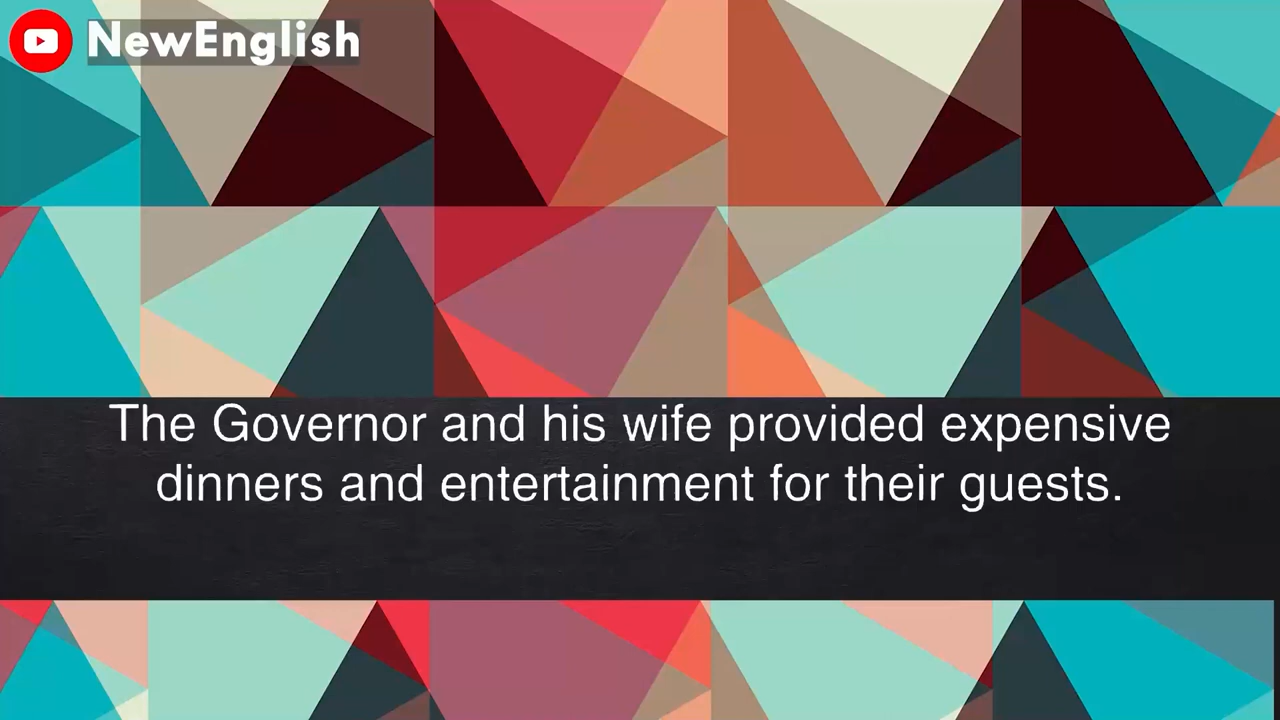 NewEnglish
The Governor and his wife provided expensive
dinners and entertainment for their guests.